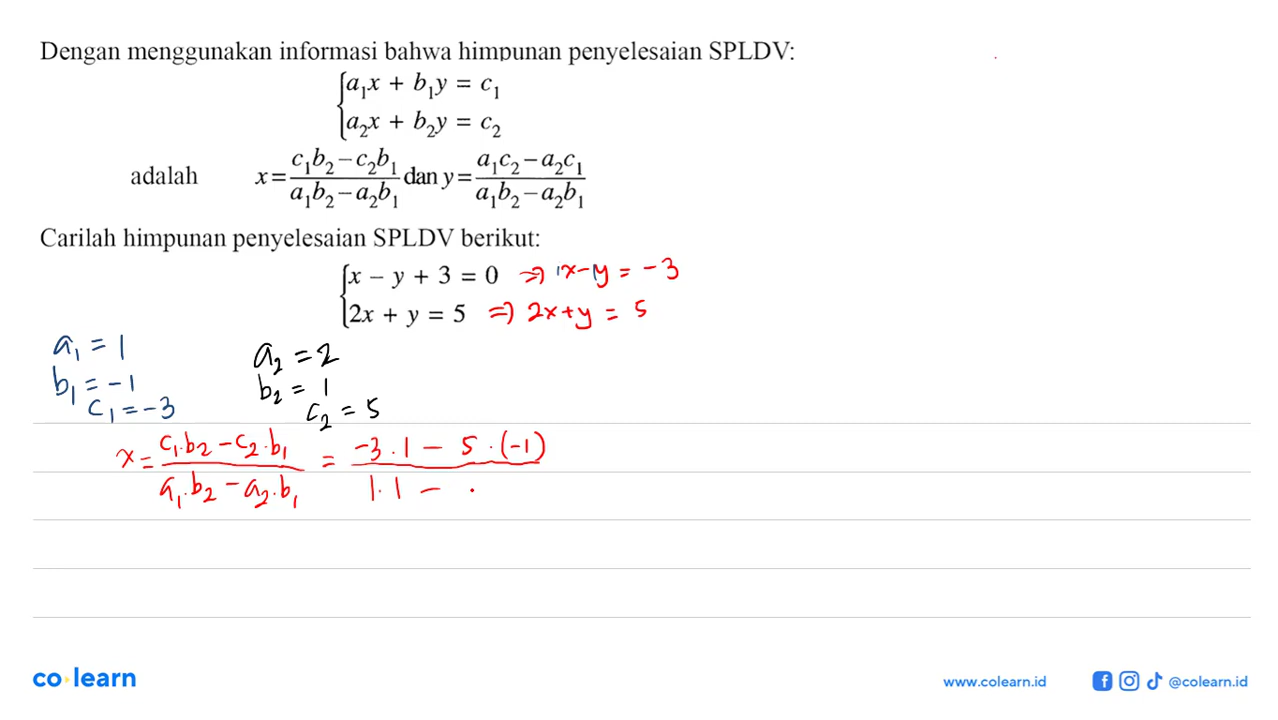 Dengan menggunakan informasi bahwa himpunan penyelesaian SPLDV:
a₁x + b₁y = c₁
a₂x + b₂y = c₂
adalah x = (c₁b₂ – c₂b₁)/(a₁b₂ – a₂b₁) dan y = (a₁c₂ – a₂c₁)/(a₁b₂ – a₂b₁)
Carilah himpunan penyelesaian SPLDV berikut:
x – y + 3 = 0 ⇒ 1x – 1y = -3
2x + y = 5 ⇒ 2x + y = 5
a₁ = 1 a₂ = 2
b₁ = -1 b₂ = 1
c₁ = -3 c₂ = 5
x = (c₁.b₂ – c₂.b₁)/(a₁.b₂ – a₂.b₁) = (-3.1 – 5.(-1))/(1.1 – .
co learn www.colearn.id @colearn.id